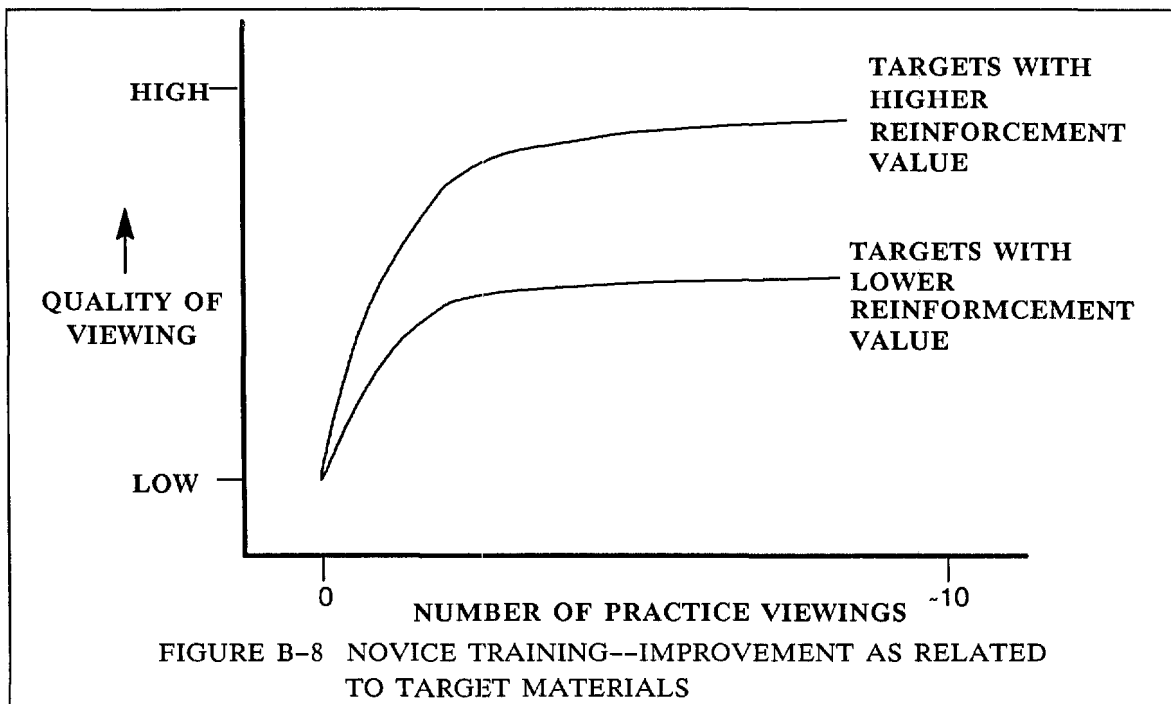 HIGH
TARGETS WITH
HIGHER
REINFORCEMENT
VALUE
QUALITY OF
VIEWING
TARGETS WITH
LOWER
REINFORMCEMENT
VALUE
LOW
0
~10
NUMBER OF PRACTICE VIEWINGS
FIGURE B-8 NOVICE TRAINING--IMPROVEMENT AS RELATED
TO TARGET MATERIALS